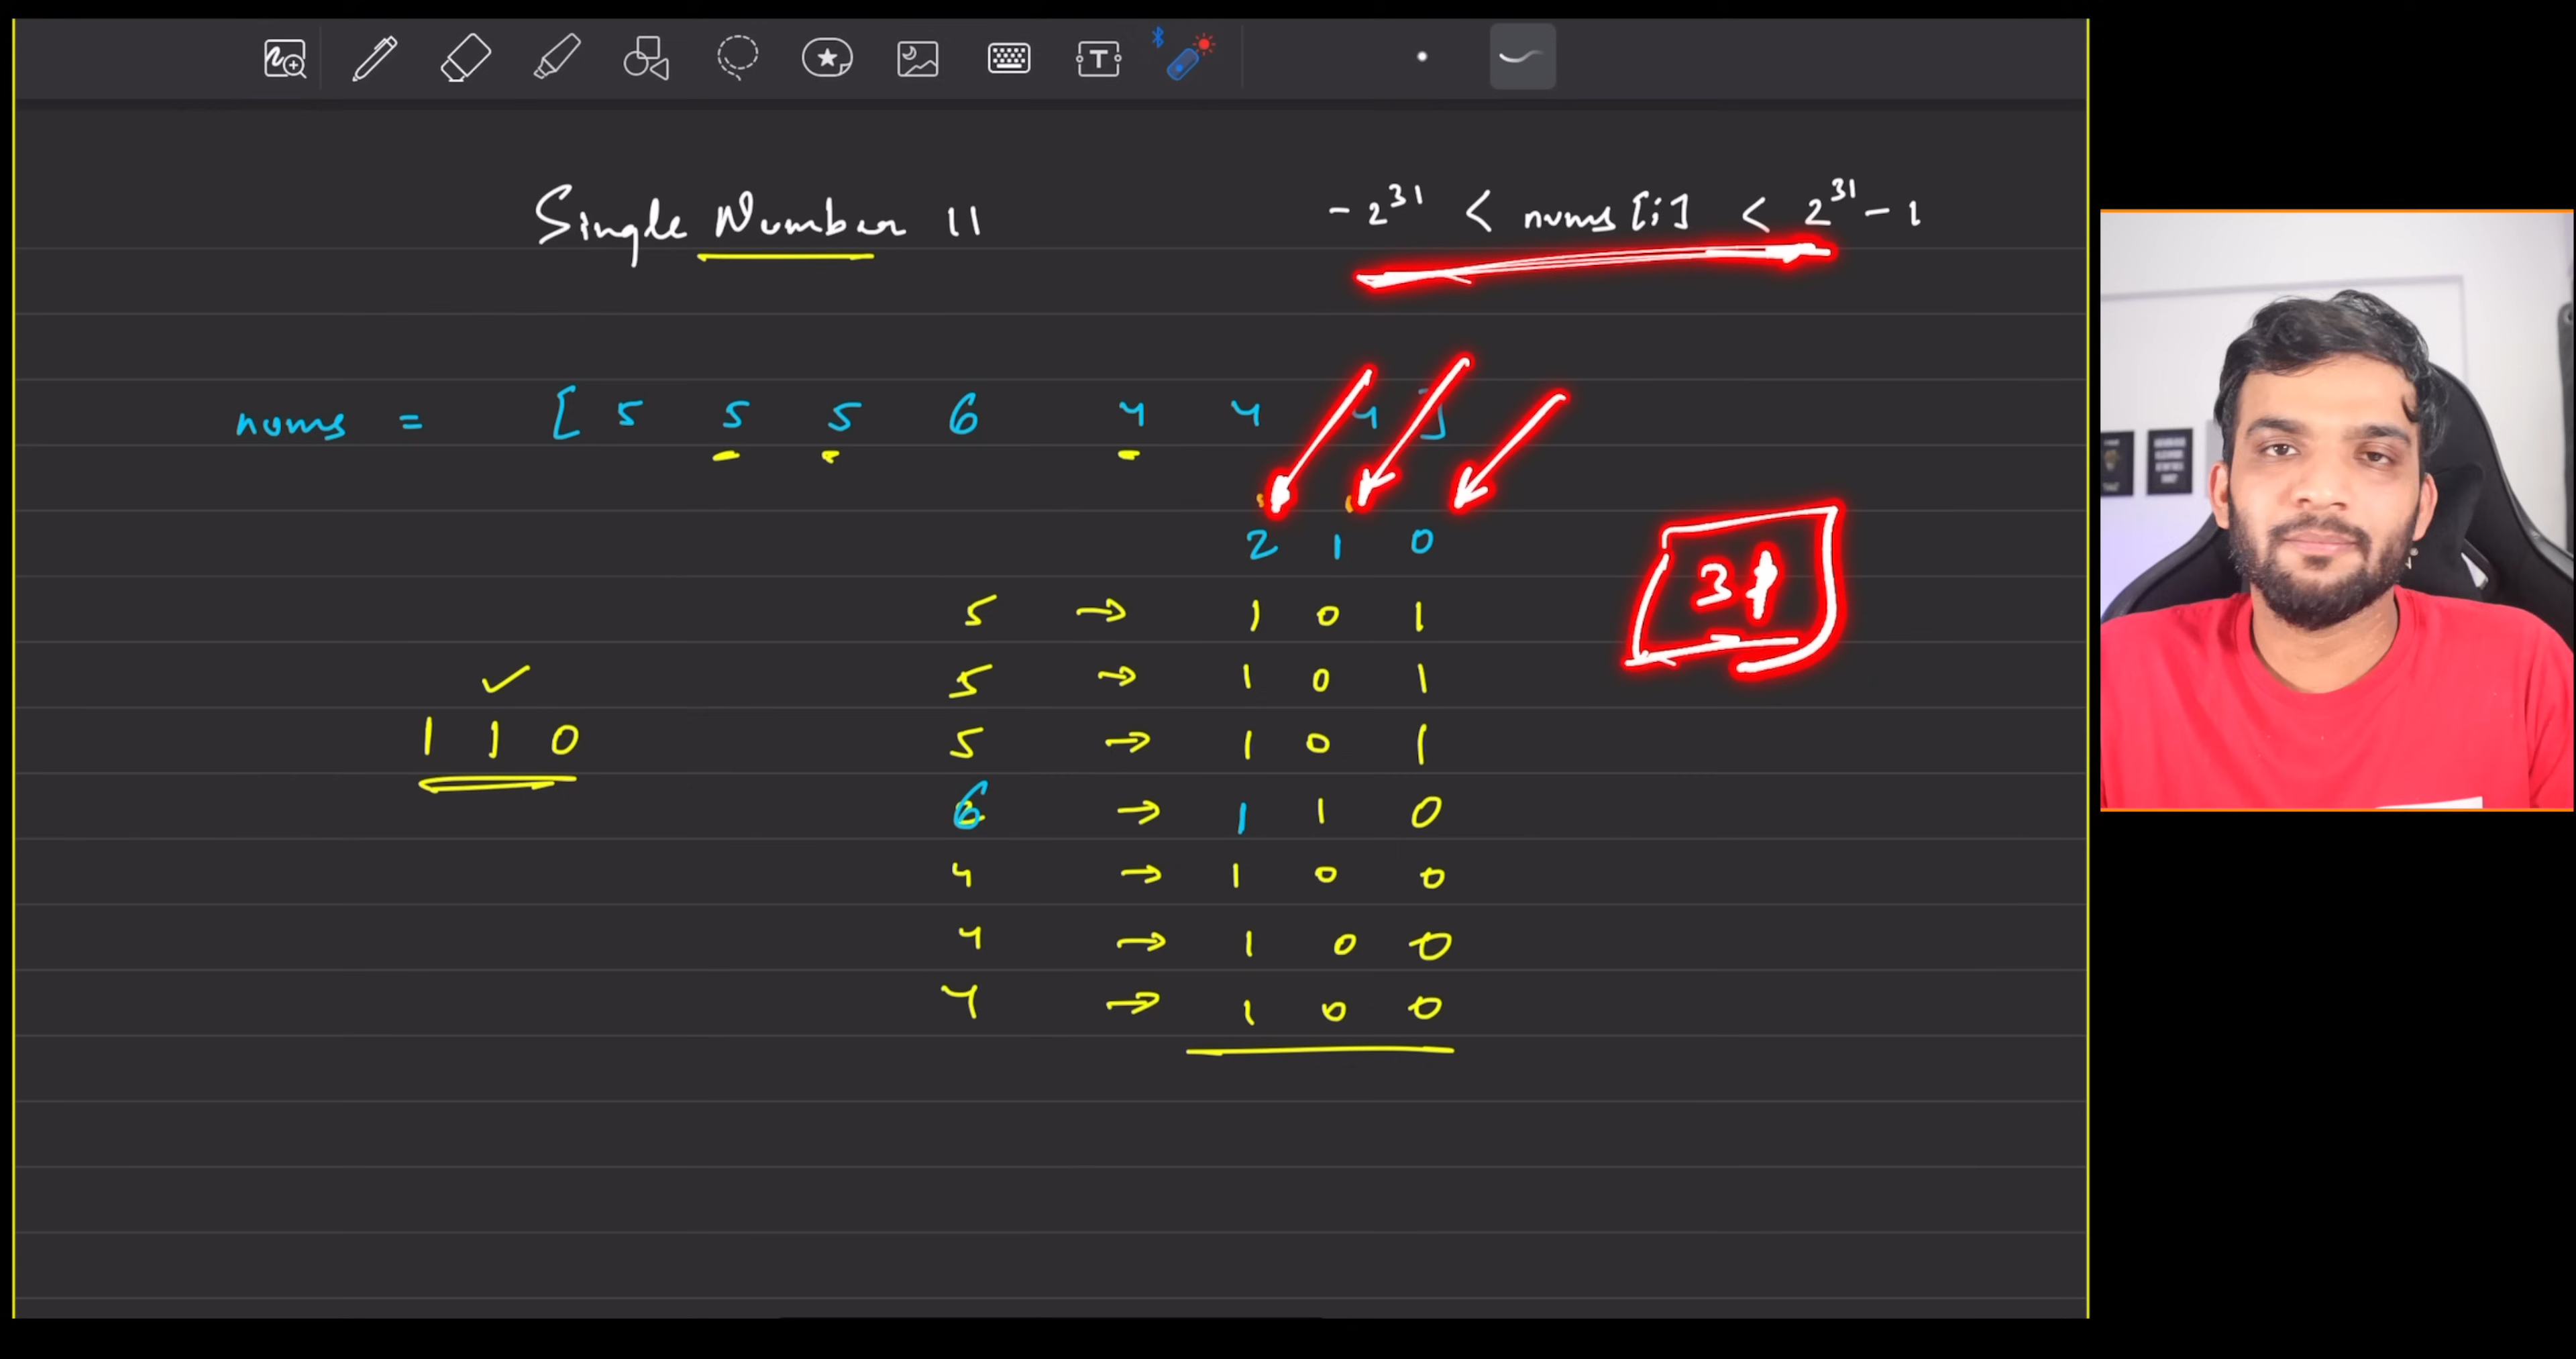 Single Number II
-2^31 < nums[i] < 2^31 - 1
nums = [ 5 5 5 6 4 4 4 ]
2 1 0
5 → 1 0 1
5 → 1 0 1
5 → 1 0 1
6 → 1 1 0
4 → 1 0 0
4 → 1 0 0
4 → 1 0 0
1 1 0
31